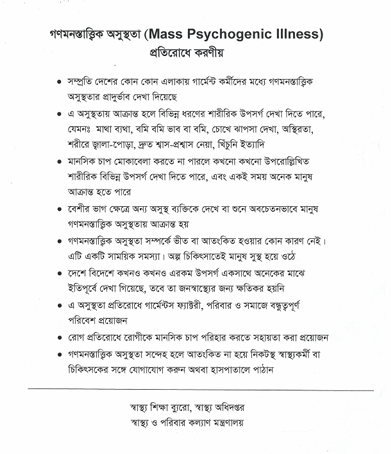 গণমনস্তাত্ত্বিক অসুস্থতা (Mass Psychogenic Illness)
প্রতিরোধে করণীয়
• সম্প্রতি দেশের কোন কোন এলাকায় গার্মেন্ট কর্মীদের মধ্যে গণমনস্তাত্ত্বিক
অসুস্থতার প্রাদুর্ভাব দেখা দিয়েছে
• এ অসুস্থতায় আক্রান্ত হলে বিভিন্ন ধরণের শারীরিক উপসর্গ দেখা দিতে পারে,
যেমনঃ মাথা ব্যথা, বমি বমি ভাব বা বমি, চোখে ঝাপসা দেখা, অস্থিরতা,
শরীরে জ্বালা-পোড়া, দ্রুত শ্বাস-প্রশ্বাস নেয়া, খিঁচুনি ইত্যাদি
• মানসিক চাপ মোকাবেলা করতে না পারলে কখনো কখনো উপরোল্লিখিত
শারীরিক বিভিন্ন উপসর্গ দেখা দিতে পারে, এবং একই সময় অনেক মানুষ
আক্রান্ত হতে পারে
• বেশীর ভাগ ক্ষেত্রে অন্য অসুস্থ ব্যক্তিকে দেখে বা শুনে অবচেতনভাবে মানুষ
গণমনস্তাত্ত্বিক অসুস্থতায় আক্রান্ত হয়
• গণমনস্তাত্ত্বিক অসুস্থতা সম্পর্কে ভীত বা আতংকিত হওয়ার কোন কারণ নেই।
এটি একটি সাময়িক সমস্যা। অল্প চিকিৎসাতেই মানুষ সুস্থ হয়ে ওঠে
• দেশে বিদেশে কখনও কখনও এরকম উপসর্গ একসাথে অনেকের মাঝে
ইতিপূর্বে দেখা গিয়েছে, তবে তা জনস্বাস্থ্যের জন্য ক্ষতিকর হয়নি
• এ অসুস্থতা প্রতিরোধে গার্মেন্টস ফ্যাক্টরী, পরিবার ও সমাজে বন্ধুত্বপূর্ণ
পরিবেশ প্রয়োজন
• রোগ প্রতিরোধে রোগীকে মানসিক চাপ পরিহার করতে সহায়তা করা প্রয়োজন
• গণমনস্তাত্ত্বিক অসুস্থতা সন্দেহ হলে আতংকিত না হয়ে নিকটস্থ স্বাস্থ্যকর্মী বা
চিকিৎসকের সঙ্গে যোগাযোগ করুন অথবা হাসপাতালে পাঠান
স্বাস্থ্য শিক্ষা ব্যুরো, স্বাস্থ্য অধিদপ্তর
স্বাস্থ্য ও পরিবার কল্যাণ মন্ত্রণালয়